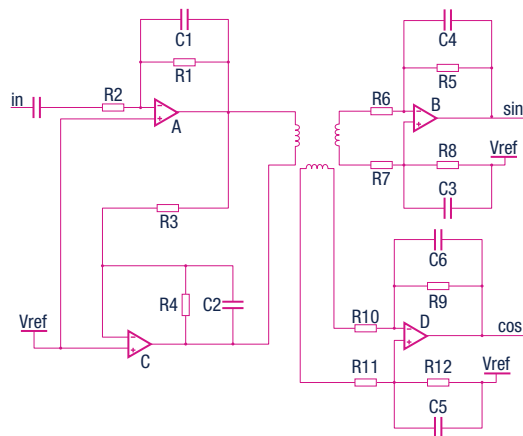 C1
R1
in
R2
A
R3
R4
C2
Vref
C
C4
R5
R6
B
sin
Vref
R7
R8
C3
C6
R9
R10
D
cos
Vref
R11
R12
C5